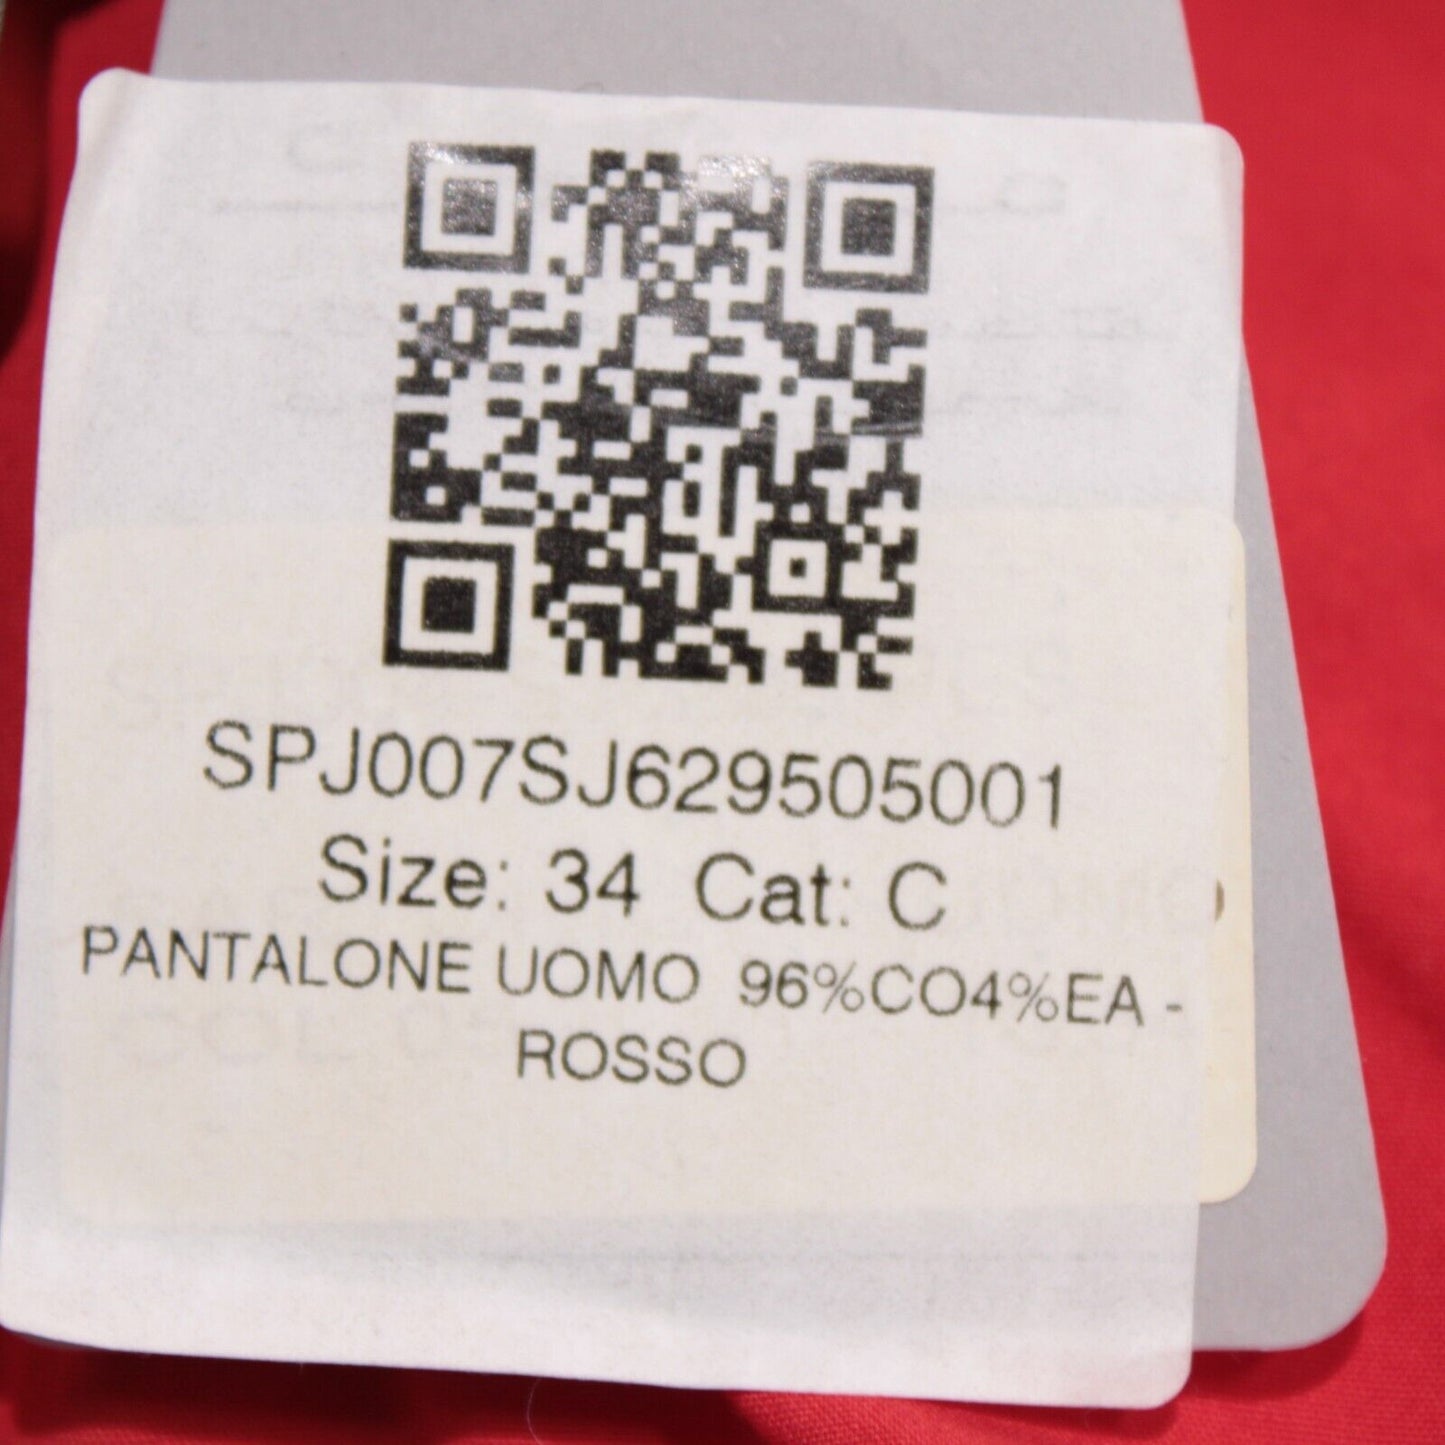 SPJ007SJ629505001
Size: 34 Cat: C
PANTALONE UOMO 96%CO4%EA -
ROSSO